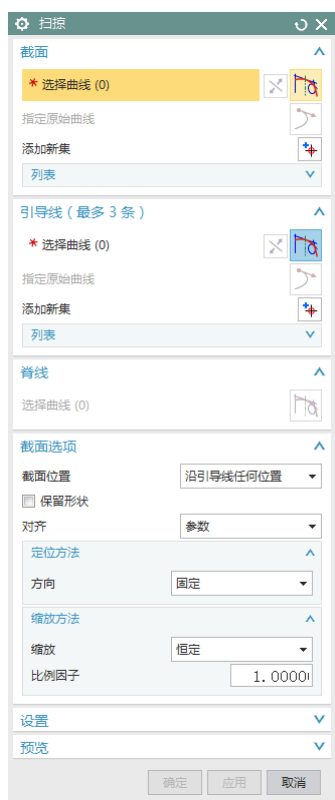 扫掠
截面
* 选择曲线 (0)
指定原始曲线
添加新集
列表
引导线（最多 3 条）
* 选择曲线 (0)
指定原始曲线
添加新集
列表
脊线
选择曲线 (0)
截面选项
截面位置 沿引导线任何位置
保留形状
对齐 参数
定位方法
方向 固定
缩放方法
缩放 恒定
比例因子 1.0000
设置
预览
确定 应用 取消